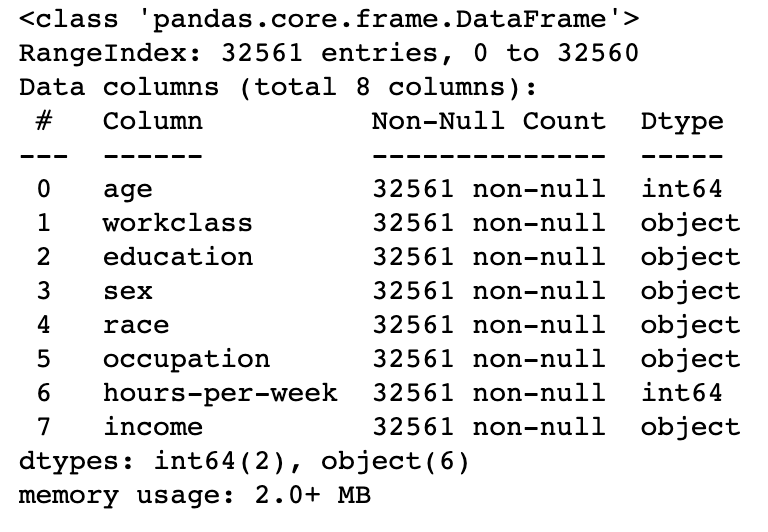 <class 'pandas.core.frame.DataFrame'>
RangeIndex: 32561 entries, 0 to 32560
Data columns (total 8 columns):
 #   Column          Non-Null Count  Dtype
---  ------          --------------  -----
 0   age             32561 non-null  int64
 1   workclass       32561 non-null  object
 2   education       32561 non-null  object
 3   sex             32561 non-null  object
 4   race            32561 non-null  object
 5   occupation      32561 non-null  object
 6   hours-per-week  32561 non-null  int64
 7   income          32561 non-null  object
dtypes: int64(2), object(6)
memory usage: 2.0+ MB